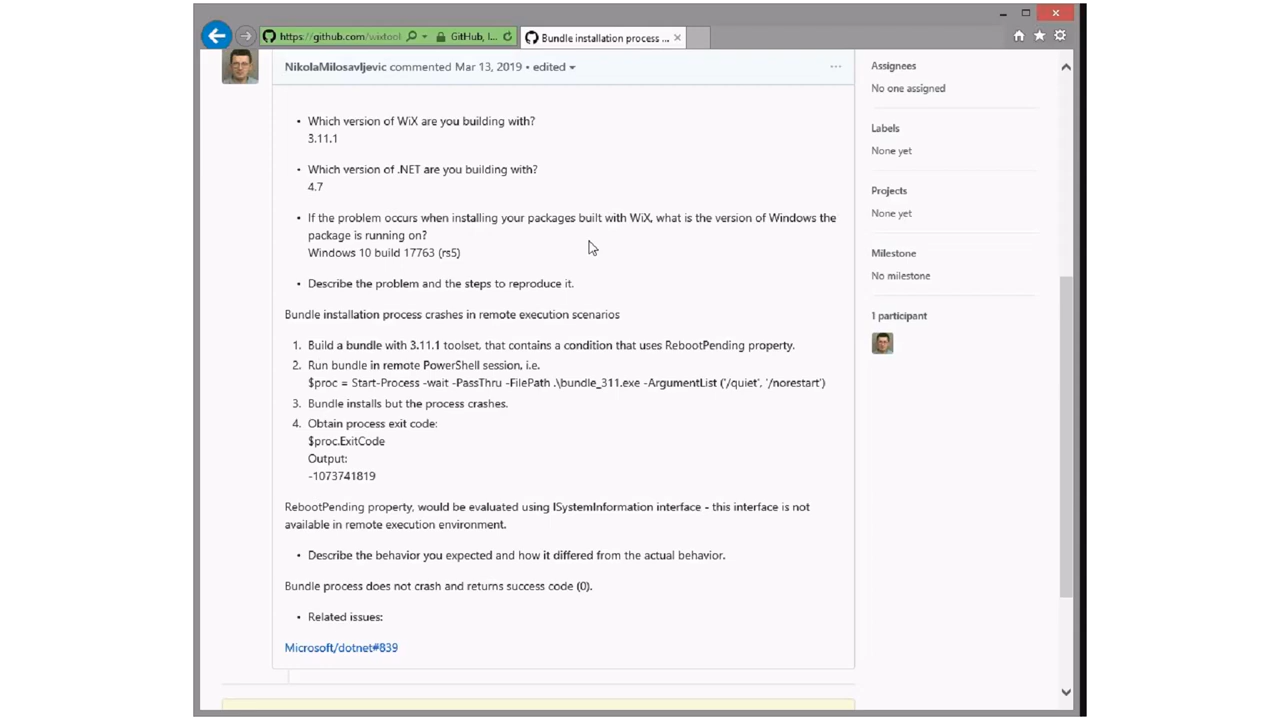 https://github.com/wixtool
GitHub, I...
Bundle installation process ...
NikolaMilosavljevic commented Mar 13, 2019 • edited
Assignees
No one assigned
• Which version of WiX are you building with?
3.11.1
Labels
None yet
• Which version of .NET are you building with?
4.7
Projects
None yet
• If the problem occurs when installing your packages built with WiX, what is the version of Windows the
package is running on?
Windows 10 build 17763 (rs5)
Milestone
No milestone
• Describe the problem and the steps to reproduce it.
Bundle installation process crashes in remote execution scenarios
1 participant
1. Build a bundle with 3.11.1 toolset, that contains a condition that uses RebootPending property.
2. Run bundle in remote PowerShell session, i.e.
$proc = Start-Process -wait -PassThru -FilePath .\bundle_311.exe -ArgumentList ('/quiet', '/norestart')
3. Bundle installs but the process crashes.
4. Obtain process exit code:
$proc.ExitCode
Output:
-1073741819
RebootPending property, would be evaluated using ISystemInformation interface - this interface is not
available in remote execution environment.
• Describe the behavior you expected and how it differed from the actual behavior.
Bundle process does not crash and returns success code (0).
• Related issues:
Microsoft/dotnet#839